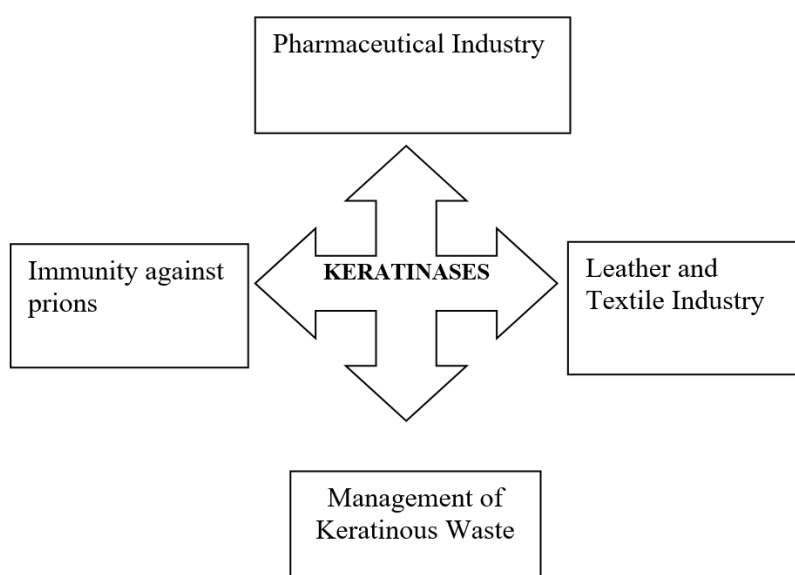 Pharmaceutical Industry
Immunity against
prions
KERATINASES
Leather and
Textile Industry
Management of
Keratinous Waste